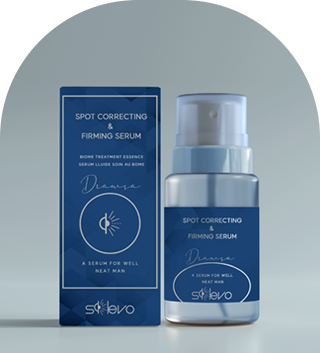 SPOT CORRECTING
&
FIRMING SERUM
BIOME TREATMENT ESSENCE
SERUM LLOIDE SOIN AU BIOME
A SERUM FOR WELL
NEAT MAN
SPOT CORRECTING
&
FIRMING SERUM
A SERUM FOR WELL
NEAT MAN